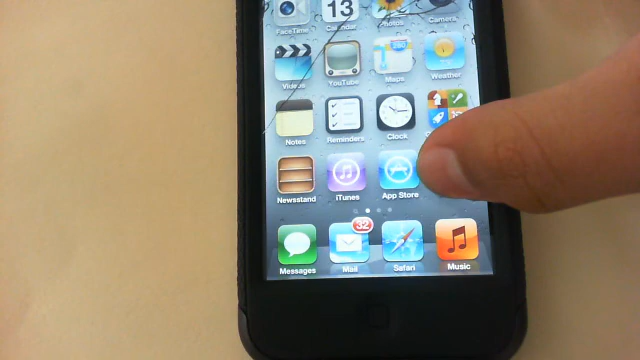 FaceTime
13
Calendar
Photos
Camera
Videos
YouTube
Maps
Weather
Notes
Reminders
Clock
Newsstand
iTunes
App Store
32
Messages
Mail
Safari
Music